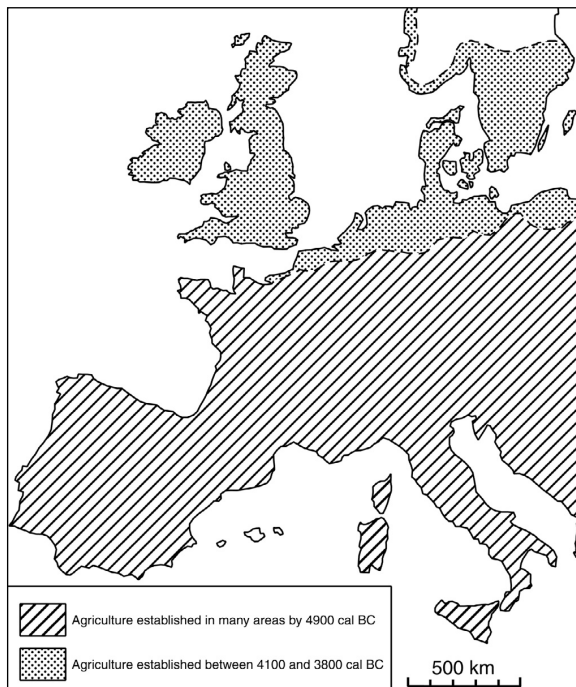 Agriculture established in many areas by 4900 cal BC
Agriculture established between 4100 and 3800 cal BC
500 km